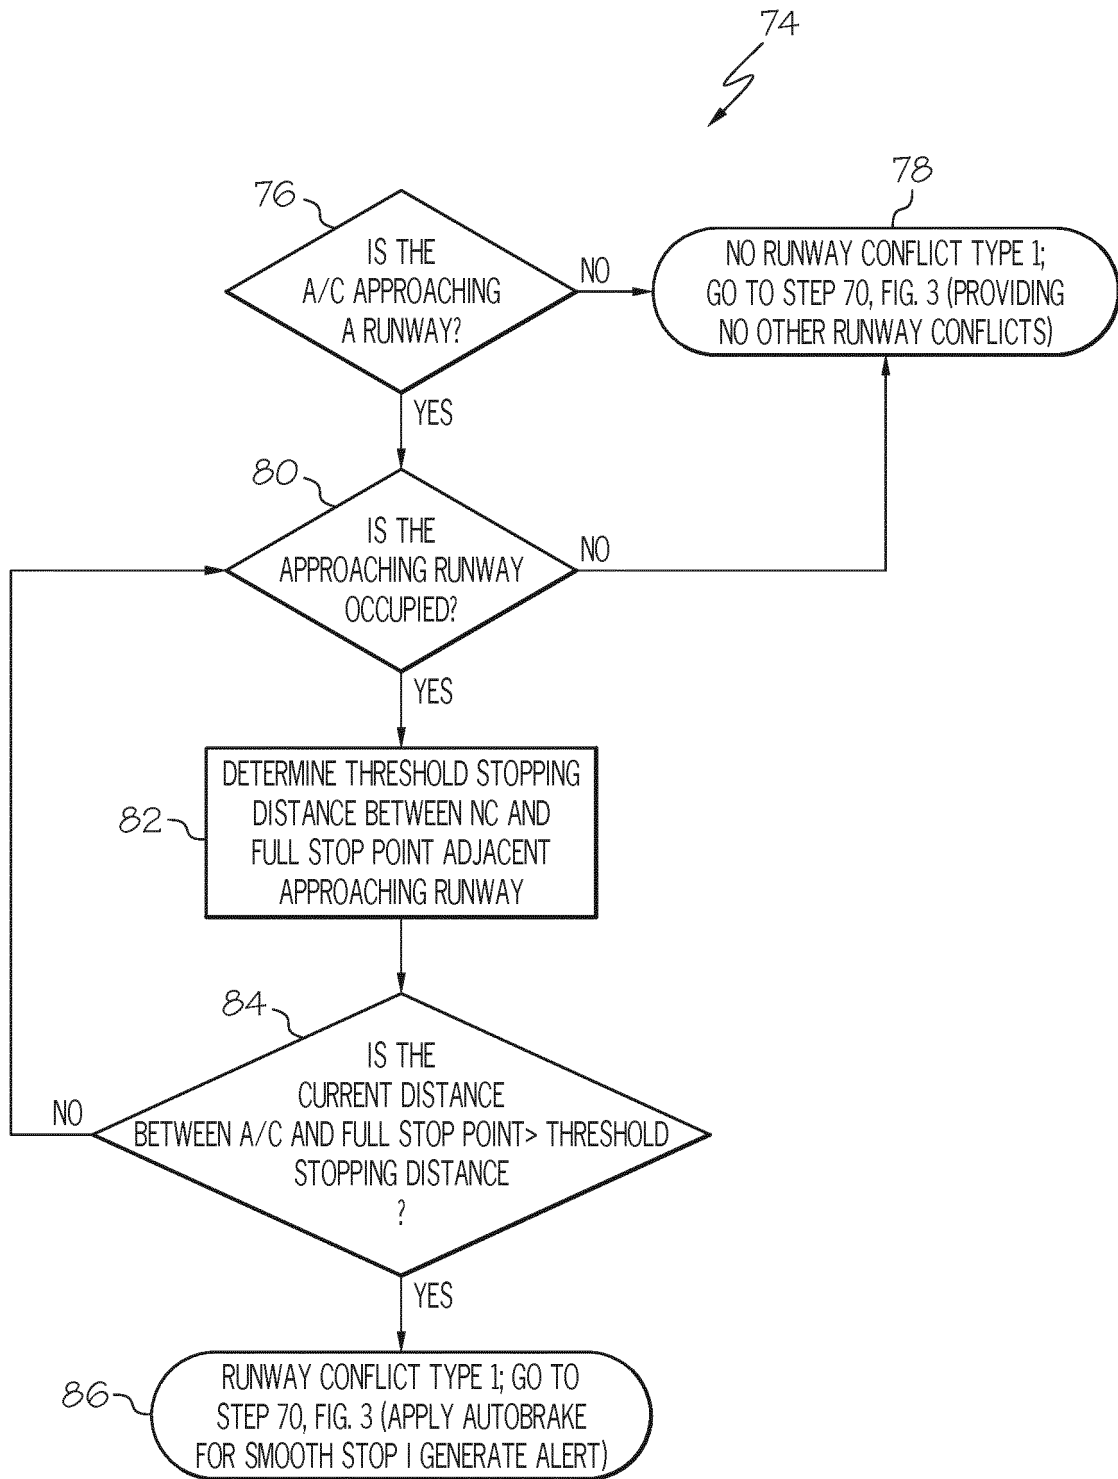 74
76
IS THE
A/C APPROACHING
A RUNWAY?
NO
78
NO RUNWAY CONFLICT TYPE 1;
GO TO STEP 70, FIG. 3 (PROVIDING
NO OTHER RUNWAY CONFLICTS)
YES
80
IS THE
APPROACHING RUNWAY
OCCUPIED?
NO
YES
82
DETERMINE THRESHOLD STOPPING
DISTANCE BETWEEN NC AND
FULL STOP POINT ADJACENT
APPROACHING RUNWAY
84
IS THE
CURRENT DISTANCE
BETWEEN A/C AND FULL STOP POINT> THRESHOLD
STOPPING DISTANCE
?
NO
YES
86
RUNWAY CONFLICT TYPE 1; GO TO
STEP 70, FIG. 3 (APPLY AUTOBRAKE
FOR SMOOTH STOP I GENERATE ALERT)